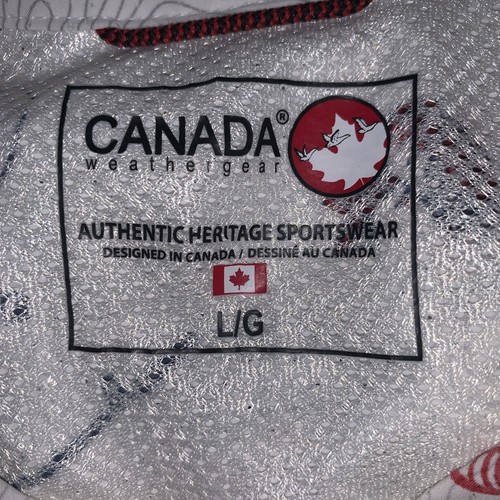 CANADA®
weathergear
AUTHENTIC HERITAGE SPORTSWEAR
DESIGNED IN CANADA / DESSINÉ AU CANADA
L/G